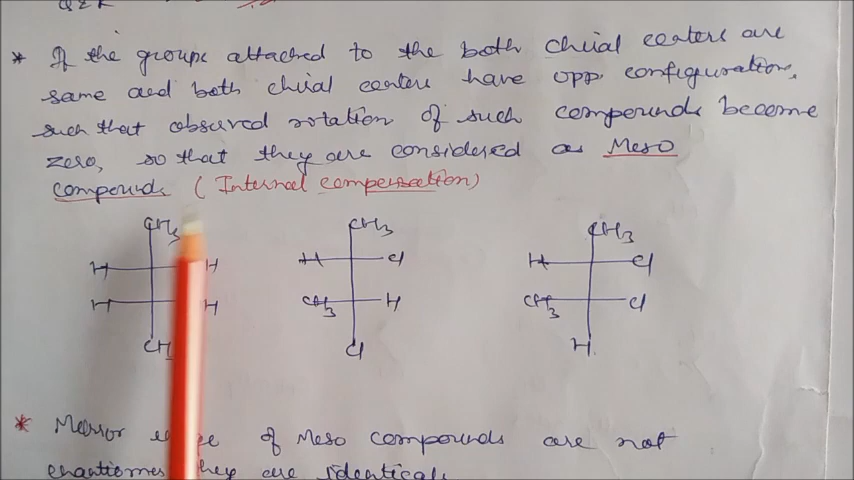 * If the groups attached to the both chiral centers are
same and both chiral centers have opp. configuration,
such that observed rotation of such compounds become
zero, so that they are considered as Meso
compounds (Internal compensation)
CH3 CH3 CH3
H H H Cl H Cl
H H CH3 H CH3 Cl
CH Cl H
* Mirror of Meso compounds are not
they are identical.